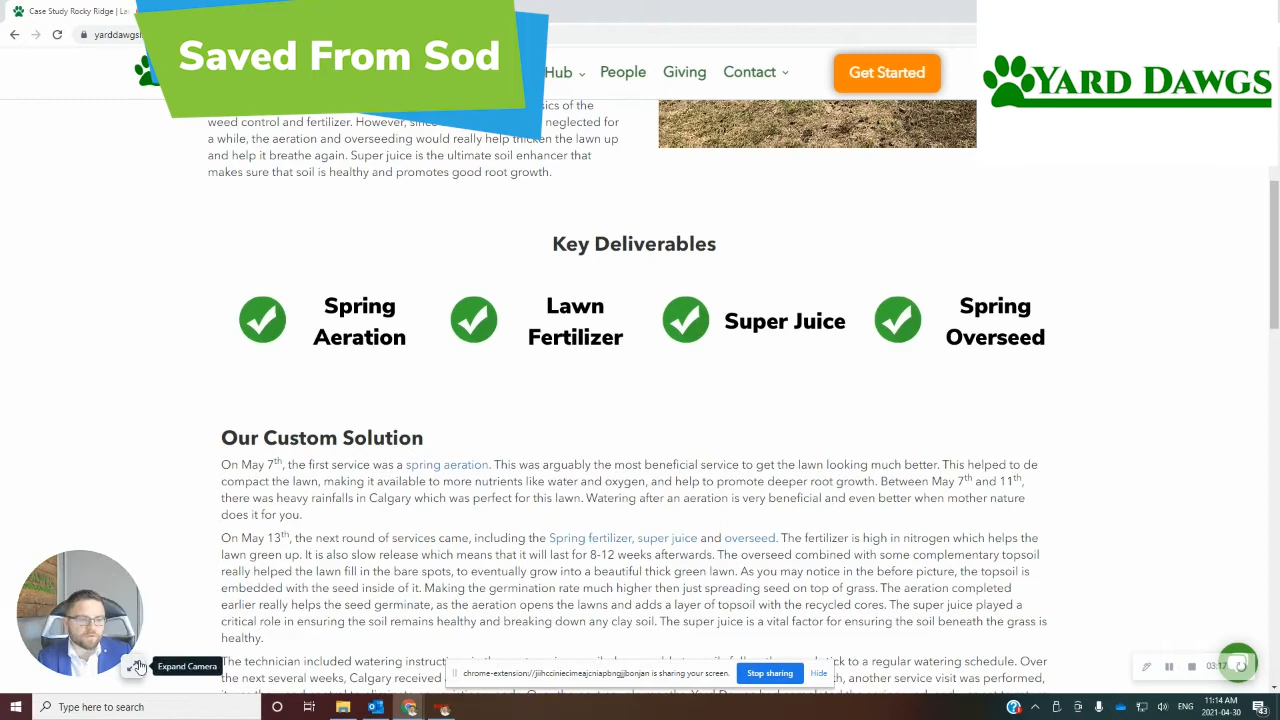 Case Study Rocky Ridge | La
Saved From Sod
yarddawgs
Hub People Giving Contact
Get Started
YARD DAWGS
of the
weed control and fertilizer. However, neglected for
a while, the aeration and overseeding would really help thicken the lawn up
and help it breathe again. Super juice is the ultimate soil enhancer that
makes sure that soil is healthy and promotes good root growth.
Key Deliverables
Spring
Aeration
Lawn
Fertilizer
Super Juice
Spring
Overseed
Our Custom Solution
On May 7th, the first service was a spring aeration. This was arguably the most beneficial service to get the lawn looking much better. This helped to de
compact the lawn, making it available to more nutrients like water and oxygen, and help to promote deeper root growth. Between May 7th and 11th,
there was heavy rainfalls in Calgary which was perfect for this lawn. Watering after an aeration is very beneficial and even better when mother nature
does it for you.
On May 13th, the next round of services came, including the Spring fertilizer, super juice and overseed. The fertilizer is high in nitrogen which helps the
lawn green up. It is also slow release which means that it will last for 8-12 weeks afterwards. The overseed combined with some complementary topsoil
really helped the lawn fill in the bare spots, to eventually grow into a beautiful thick green lawn. As you may notice in the before picture, the topsoil is
embedded with the seed inside of it. Making the germination rate much higher then just spreading seed on top of grass. The aeration completed
earlier really helps the seed germinate, as the aeration opens the lawns and adds a layer of topsoil with the recycled cores. The super juice played a
critical role in ensuring the soil remains healthy and breaking down any clay soil. The super juice is a vital factor for ensuring the soil beneath the grass is
healthy.
The technician included watering to a regular watering schedule. Over
the next several weeks, Calgary received another service visit was performed,
Expand Camera
chrome-extension://jiihcdniecimeajcniapbngjjbonjan is sharing your screen.
Stop sharing
Hide
03:17
Type here to search
ENG
11:14 AM
2021-04-30
43